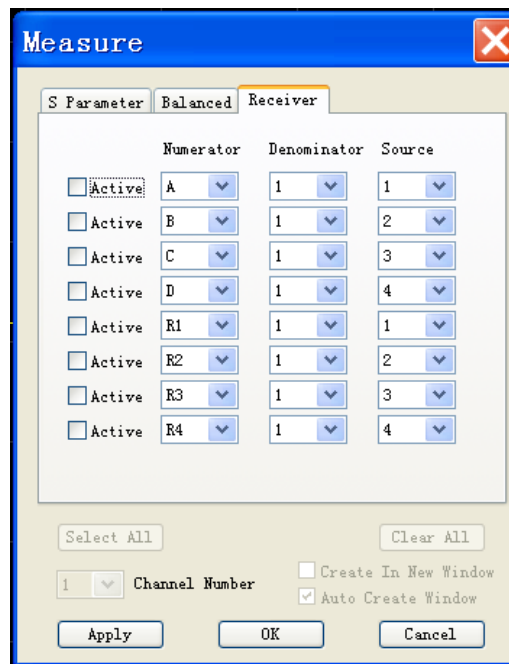 Measure
S Parameter Balanced Receiver
Numerator Denominator Source
Active A 1 1
Active B 1 2
Active C 1 3
Active D 1 4
Active R1 1 1
Active R2 1 2
Active R3 1 3
Active R4 1 4
Select All Clear All
1 Channel Number Create In New Window
Auto Create Window
Apply OK Cancel